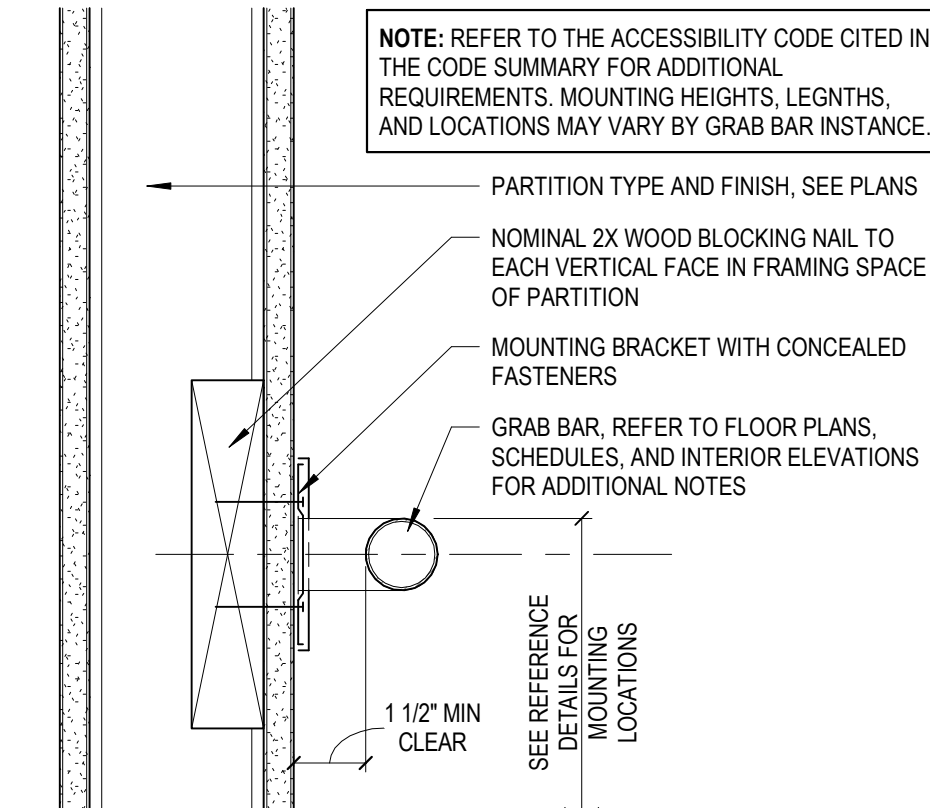 NOTE: REFER TO THE ACCESSIBILITY CODE CITED IN
THE CODE SUMMARY FOR ADDITIONAL
REQUIREMENTS. MOUNTING HEIGHTS, LEGNTHS,
AND LOCATIONS MAY VARY BY GRAB BAR INSTANCE.
PARTITION TYPE AND FINISH, SEE PLANS
NOMINAL 2X WOOD BLOCKING NAIL TO
EACH VERTICAL FACE IN FRAMING SPACE
OF PARTITION
MOUNTING BRACKET WITH CONCEALED
FASTENERS
GRAB BAR, REFER TO FLOOR PLANS,
SCHEDULES, AND INTERIOR ELEVATIONS
FOR ADDITIONAL NOTES
SEE REFERENCE
DETAILS FOR
MOUNTING
LOCATIONS
1 1/2" MIN
CLEAR